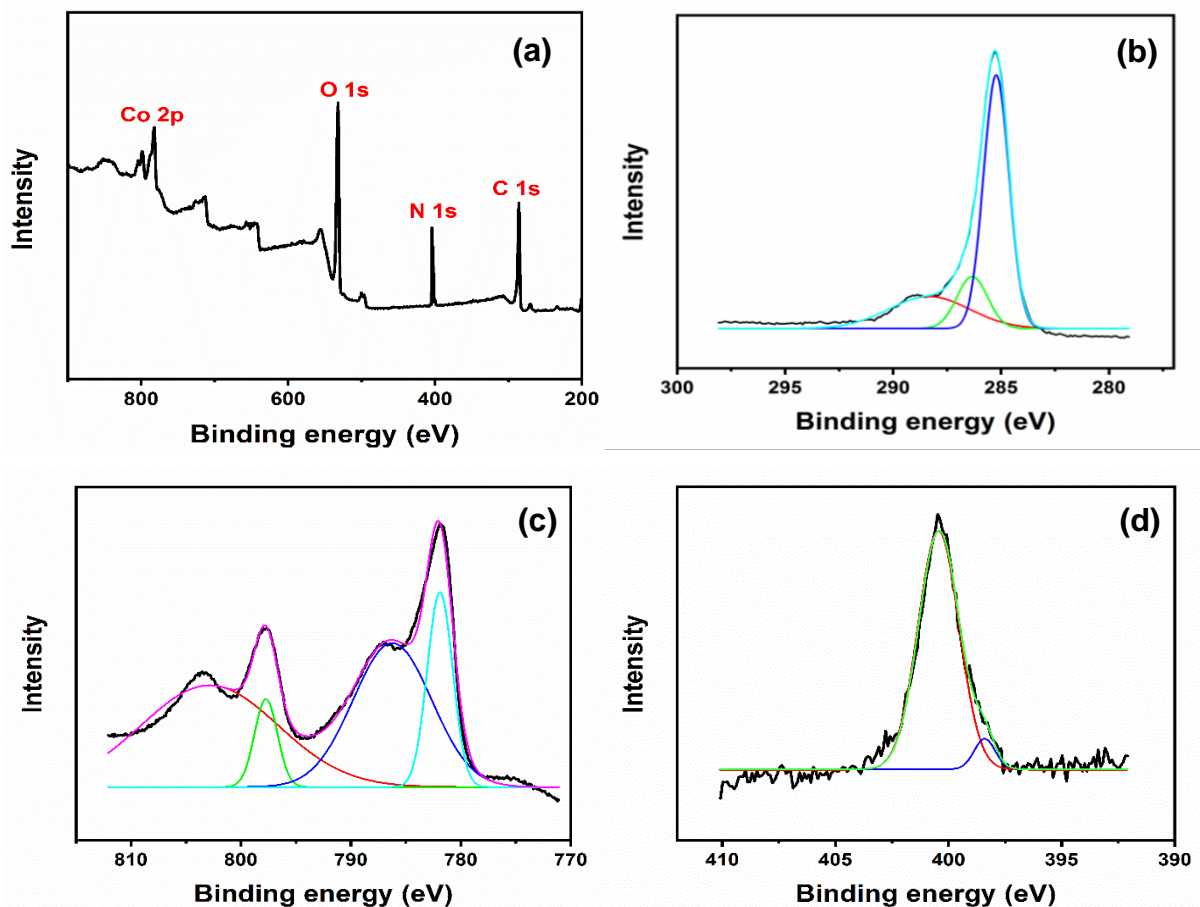 (a)
O 1s
Co 2p
C 1s
N 1s
Intensity
800 600 400 200
Binding energy (eV)
(b)
Intensity
300 295 290 285 280
Binding energy (eV)
(c)
Intensity
810 800 790 780 770
Binding energy (eV)
(d)
Intensity
410 405 400 395 390
Binding energy (eV)